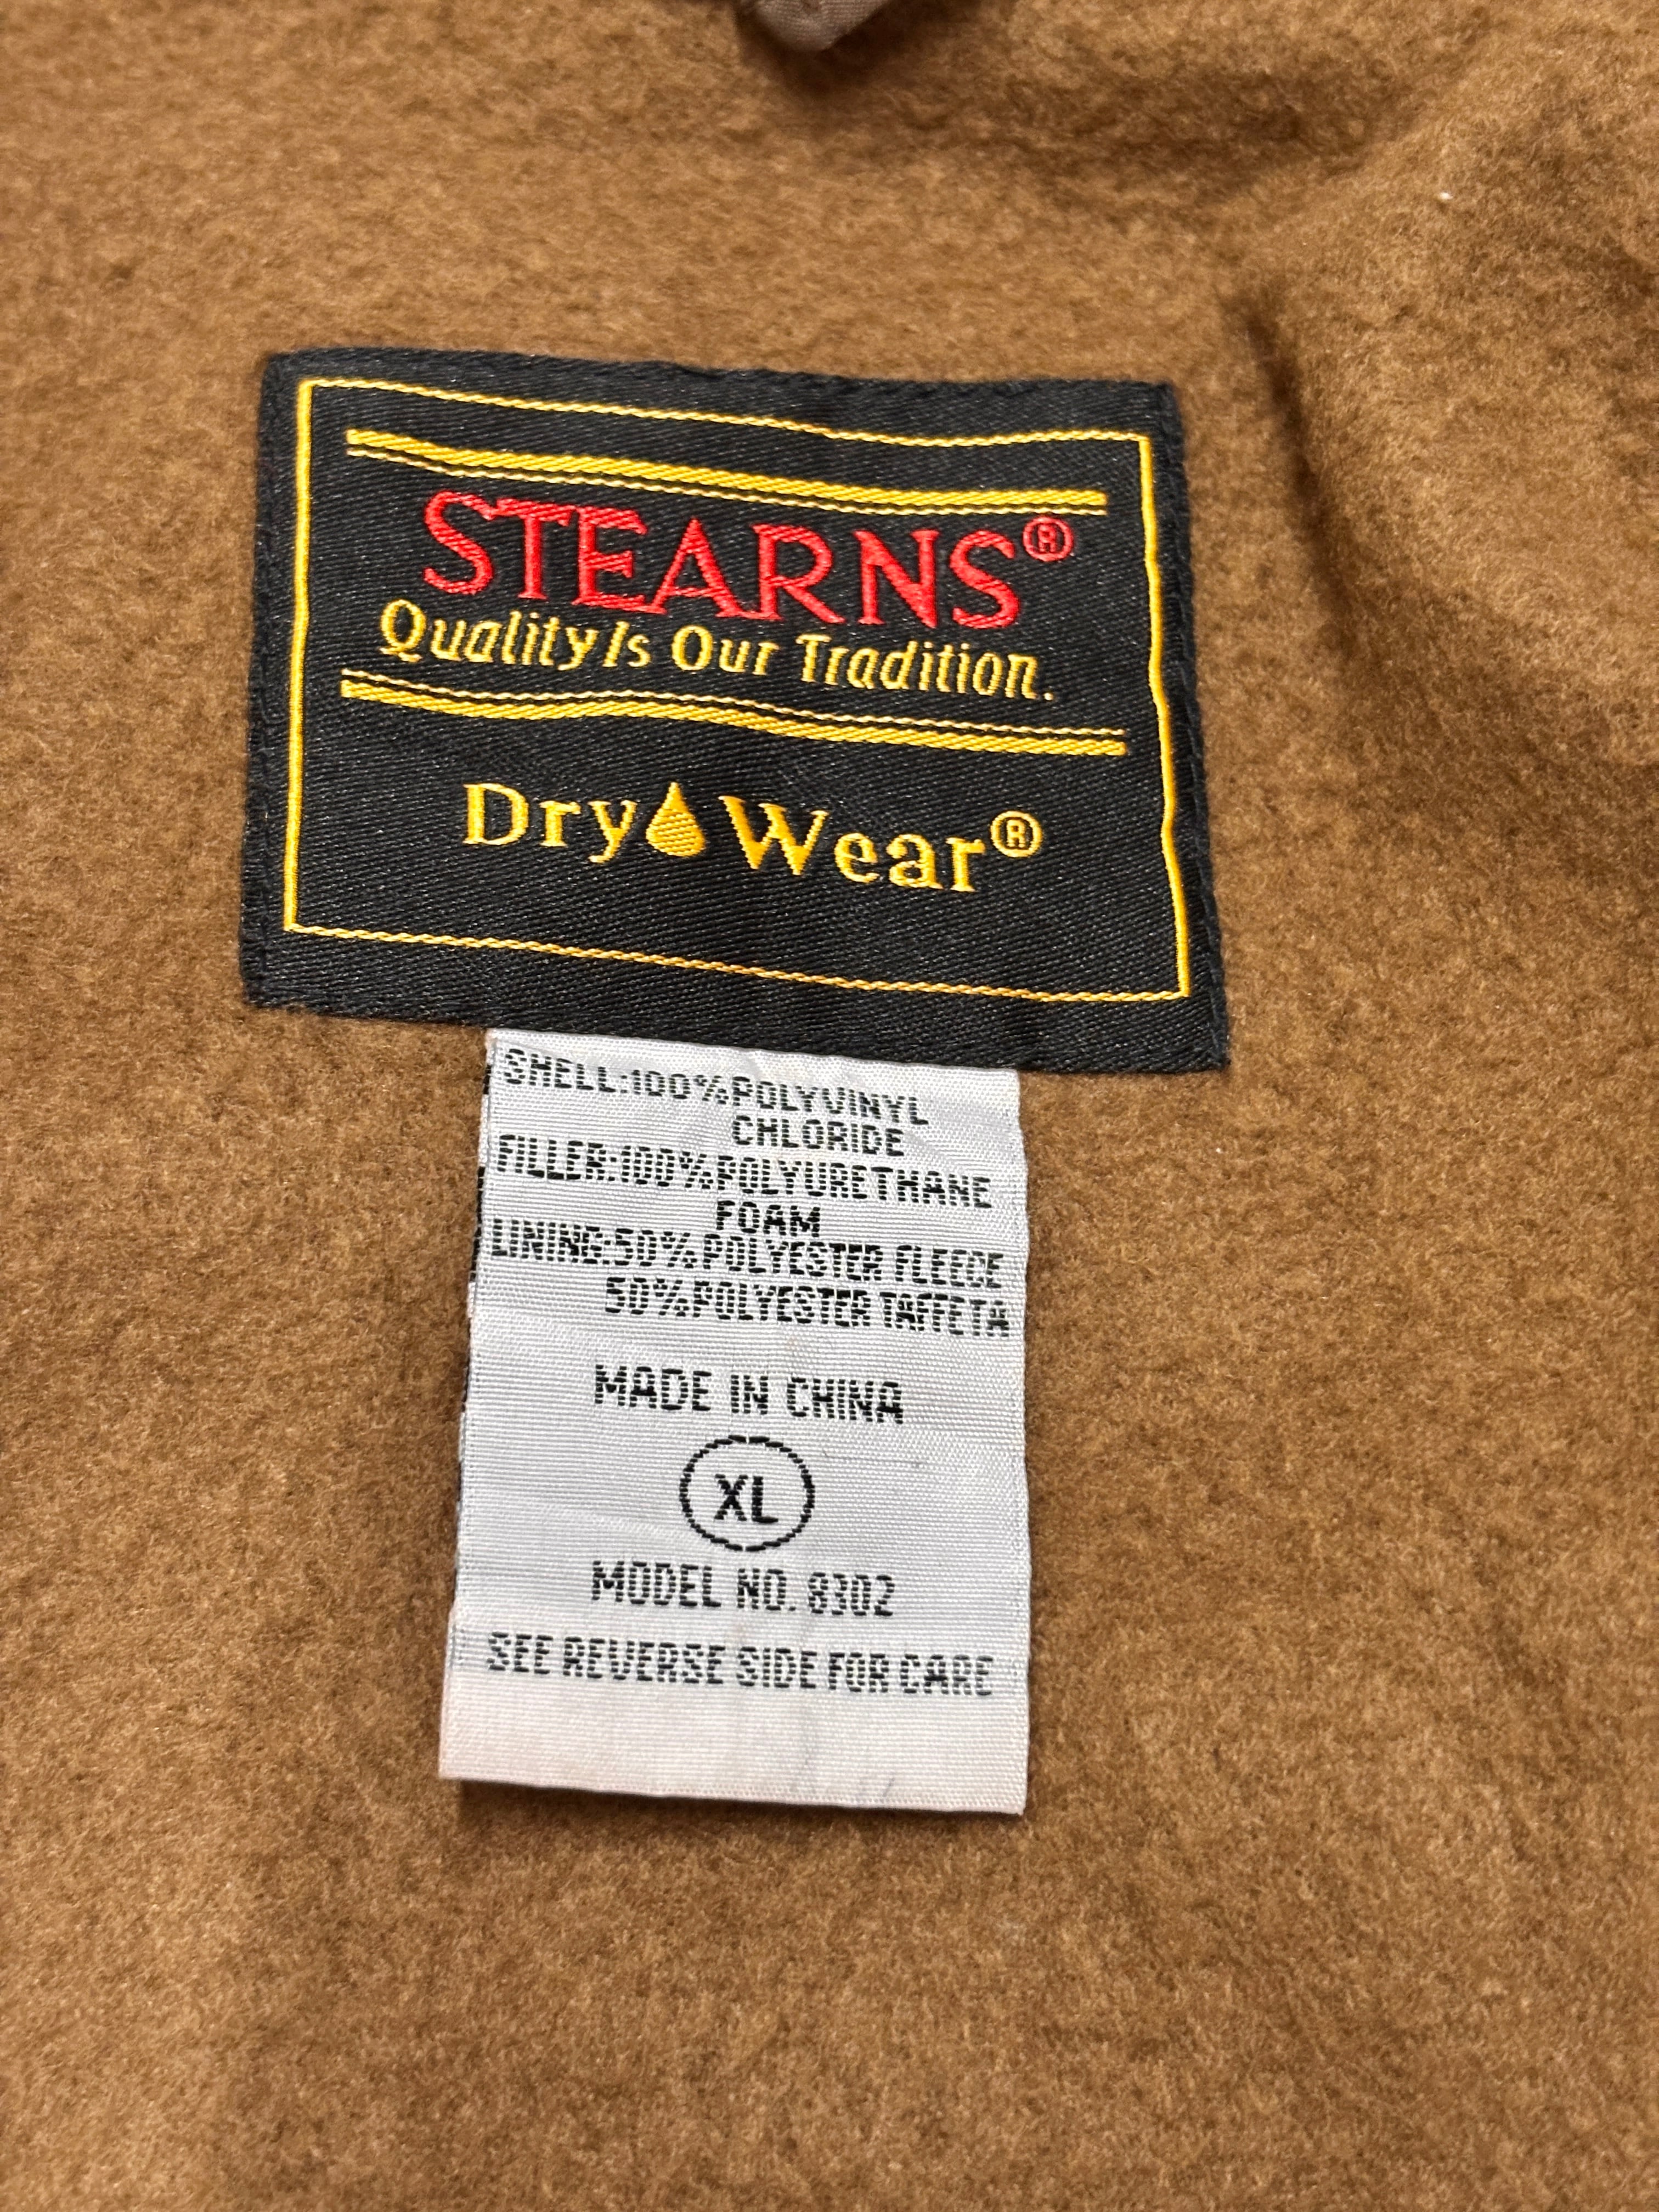 STEARNS®
Quality Is Our Tradition.
Dry Wear®
SHELL:100%POLYVINYL
CHLORIDE
FILLER:100%POLYURETHANE
FOAM
LINING:50%POLYESTER FLEECE
50%POLYESTER TAFFETA
MADE IN CHINA
XL
MODEL NO. 8302
SEE REVERSE SIDE FOR CARE